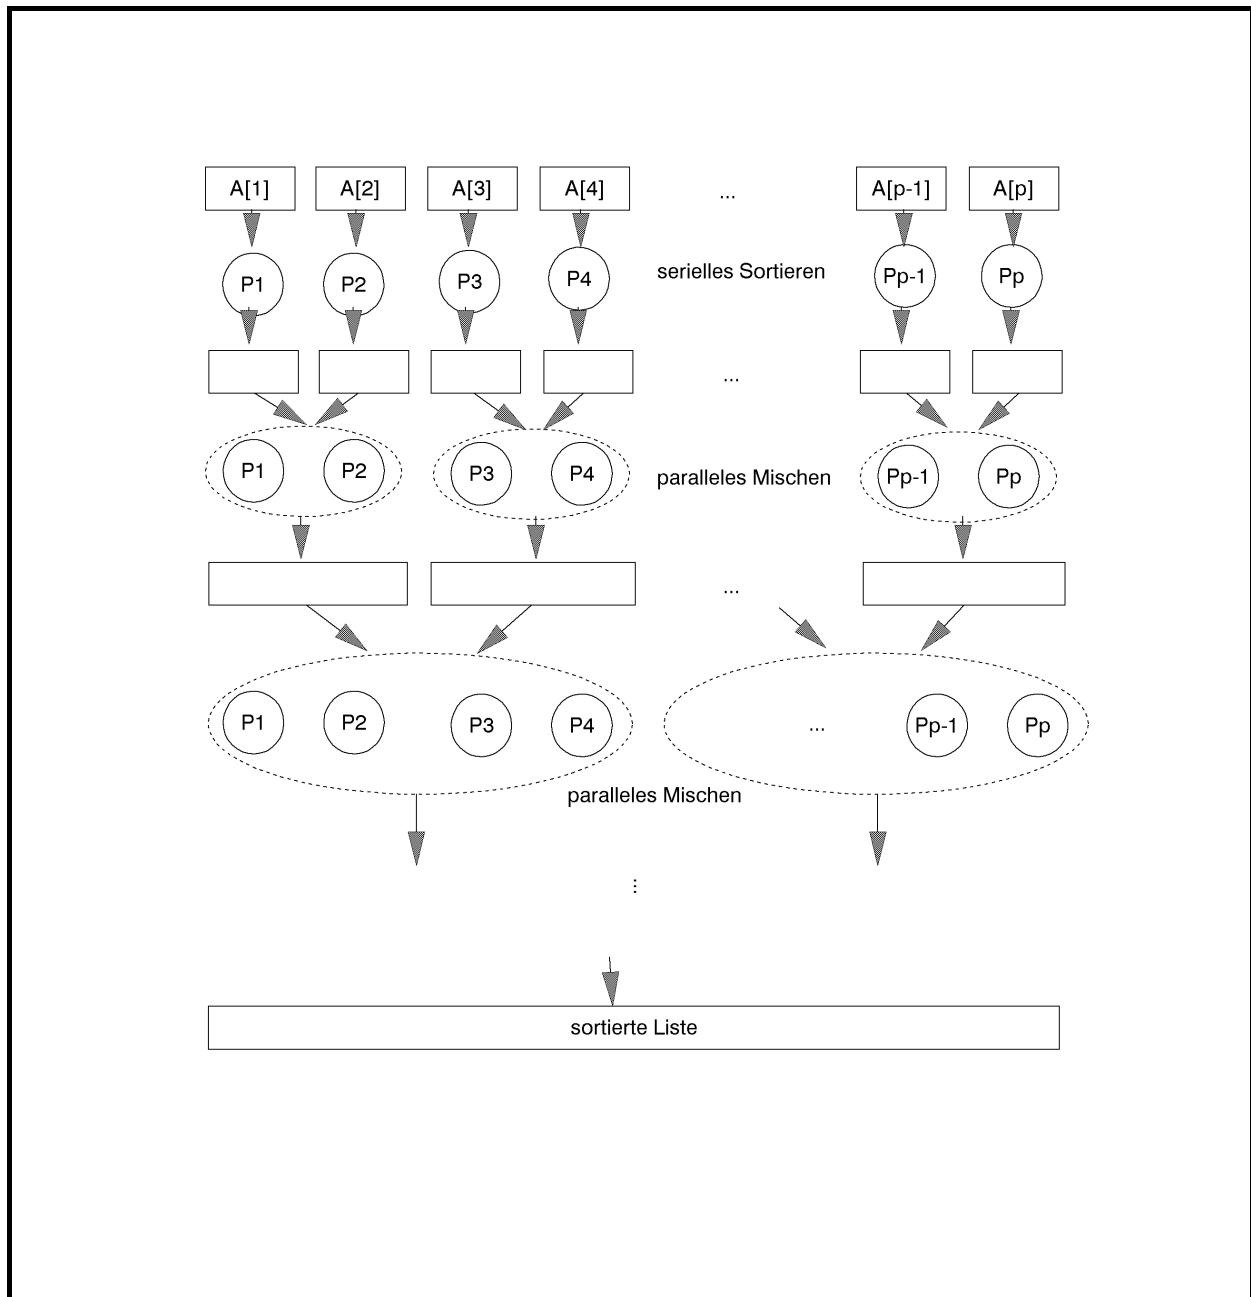 A[1] A[2] A[3] A[4] ... A[p-1] A[p]
P1 P2 P3 P4 serielles Sortieren Pp-1 Pp
...
P1 P2 P3 P4 paralleles Mischen Pp-1 Pp
...
P1 P2 P3 P4 ... Pp-1 Pp
paralleles Mischen
...
sortierte Liste